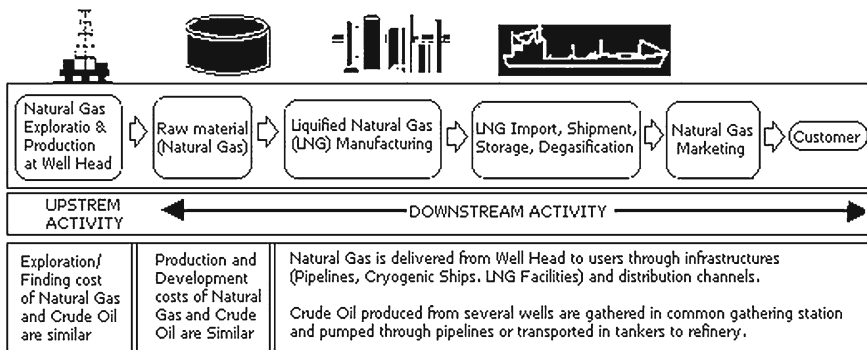 Natural Gas
Exploratio &
Production
at Well Head
Raw material
(Natural Gas)
Liquified Natural Gas
(LNG) Manufacturing
LNG Import, Shipment,
Storage, Degasification
Natural Gas
Marketing
Customer
UPSTREM
ACTIVITY
DOWNSTREAM ACTIVITY
Exploration/
Finding cost
of Natural Gas
and Crude Oil
are similar
Production and
Development
costs of Natural
Gas and Crude
Oil are Similar
Natural Gas is delivered from Well Head to users through infrastructures
(Pipelines, Cryogenic Ships. LNG Facilities) and distribution channels.
Crude Oil produced from several wells are gathered in common gathering station
and pumped through pipelines or transported in tankers to refinery.